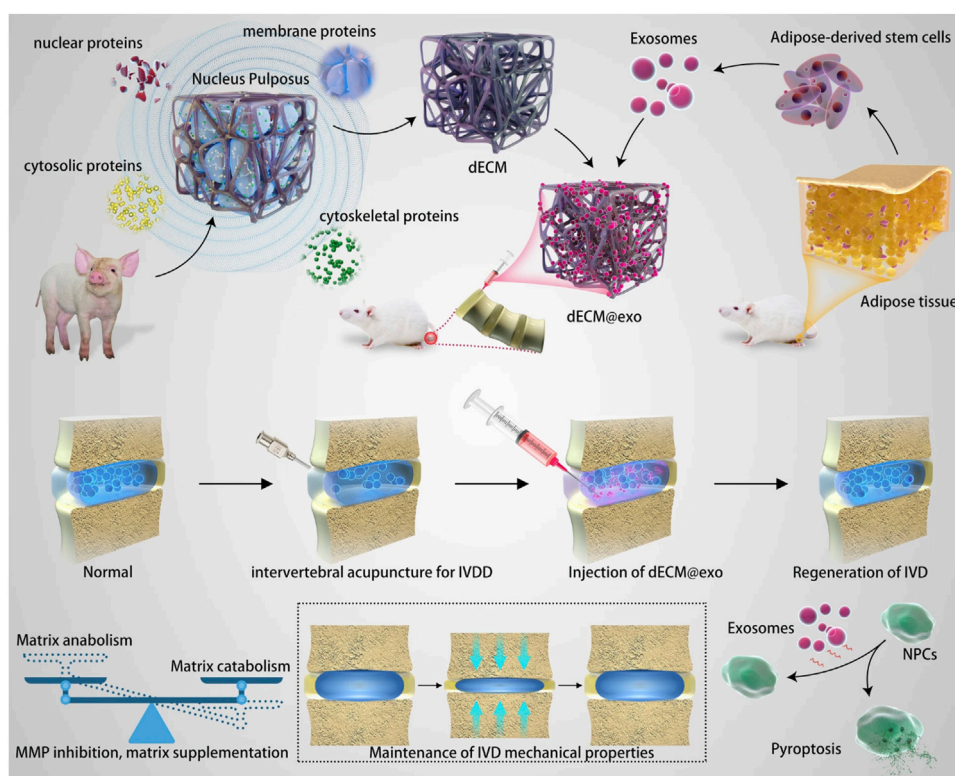 nuclear proteins
membrane proteins
Nucleus Pulposus
cytosolic proteins
cytoskeletal proteins
dECM
Exosomes
Adipose-derived stem cells
dECM@exo
Adipose tissue
Normal
intervertebral acupuncture for IVDD
Injection of dECM@exo
Regeneration of IVD
Matrix anabolism
Matrix catabolism
MMP inhibition, matrix supplementation
Maintenance of IVD mechanical properties
Exosomes
NPCs
Pyroptosis